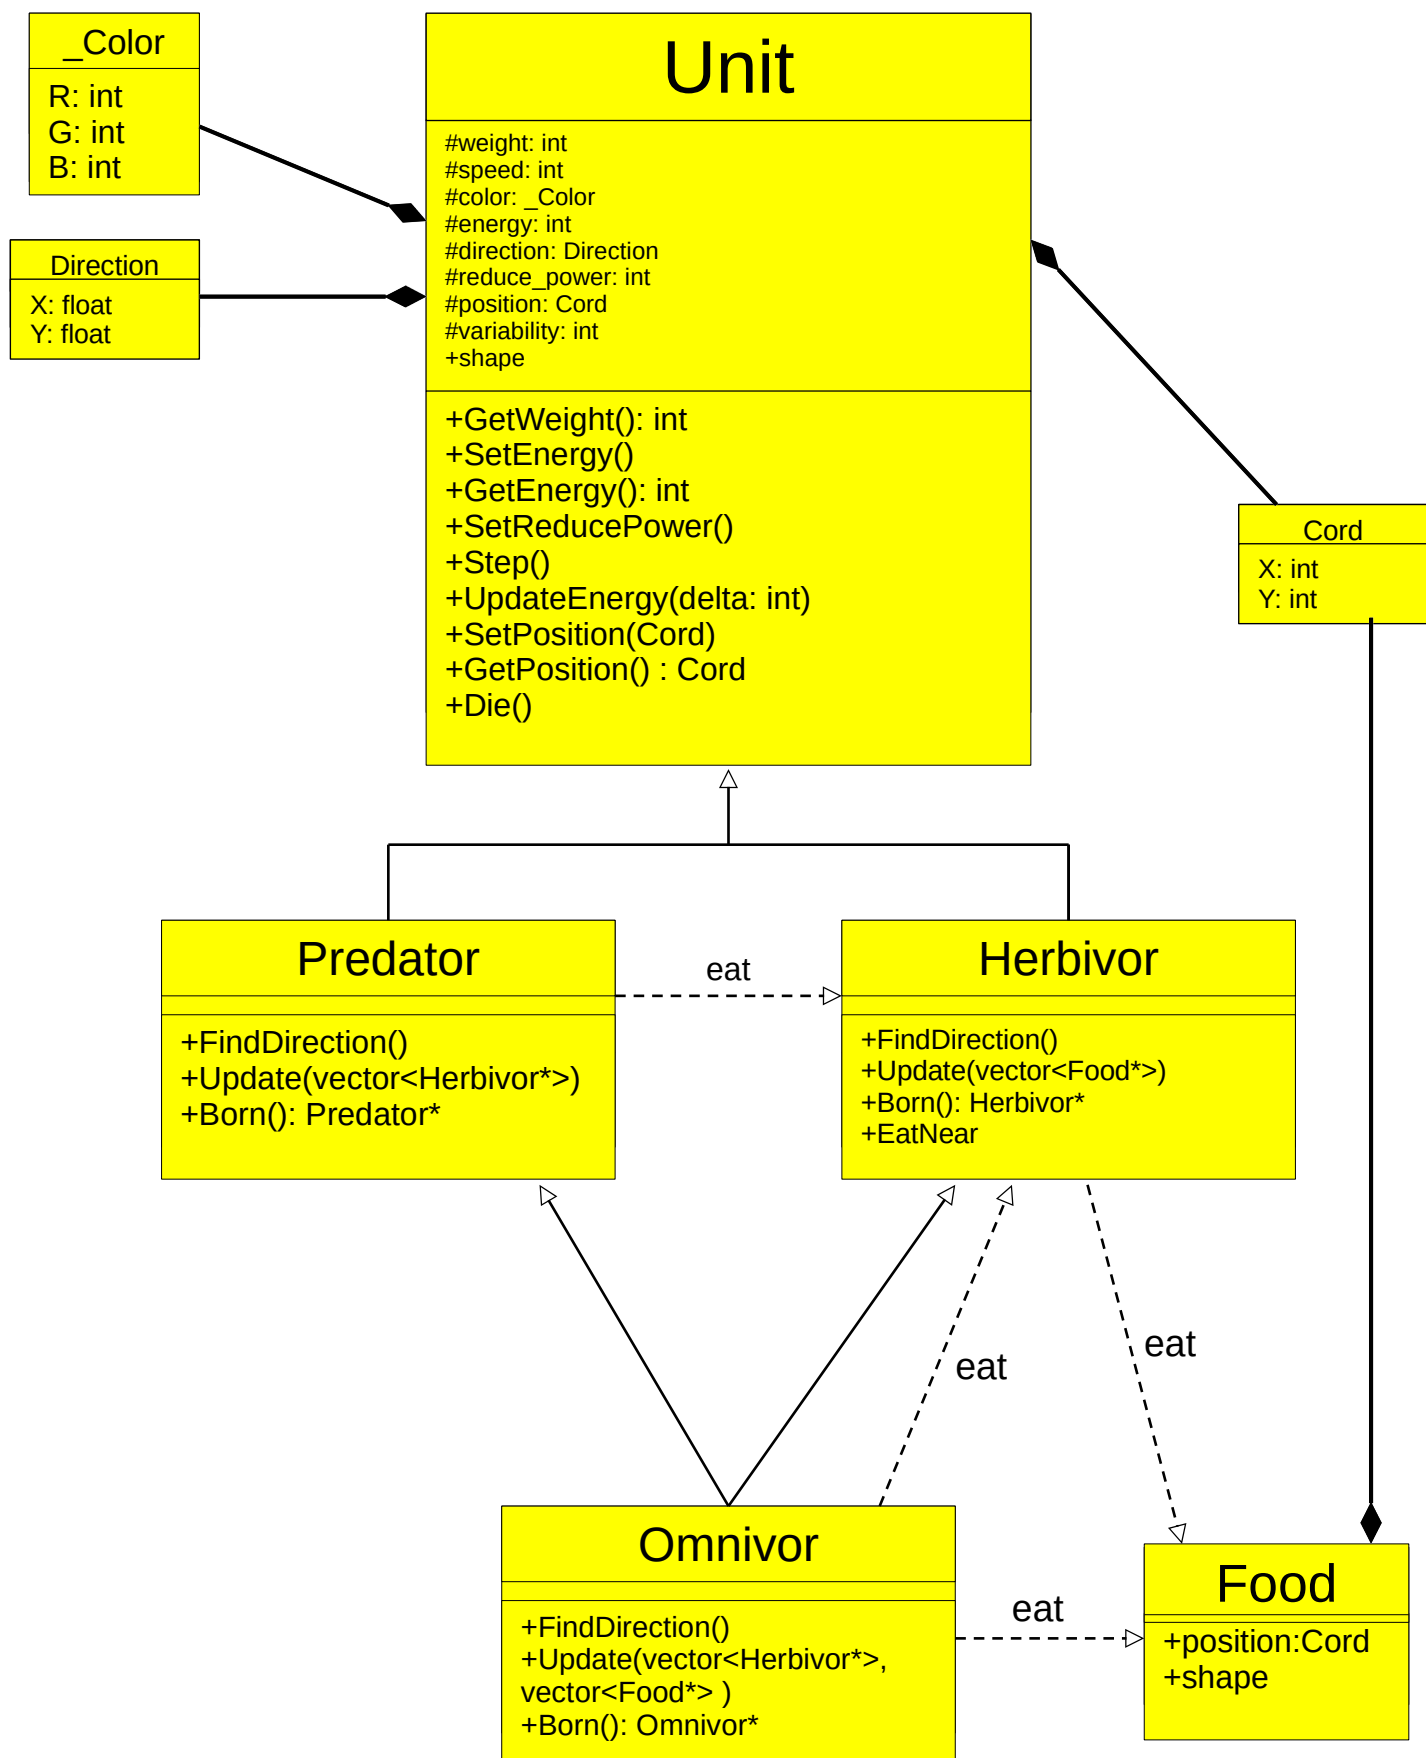 _Color
R: int
G: int
B: int
Direction
X: float
Y: float
Unit
#weight: int
#speed: int
#color: _Color
#energy: int
#direction: Direction
#reduce_power: int
#position: Cord
#variability: int
+shape
+GetWeight(): int
+SetEnergy()
+GetEnergy(): int
+SetReducePower()
+Step()
+UpdateEnergy(delta: int)
+SetPosition(Cord)
+GetPosition() : Cord
+Die()
Cord
X: int
Y: int
Predator
+FindDirection()
+Update(vector<Herbivor*>)
+Born(): Predator*
eat
Herbivor
+FindDirection()
+Update(vector<Food*>)
+Born(): Herbivor*
+EatNear
eat
eat
Omnivor
+FindDirection()
+Update(vector<Herbivor*>,
vector<Food*> )
+Born(): Omnivor*
eat
Food
+position:Cord
+shape